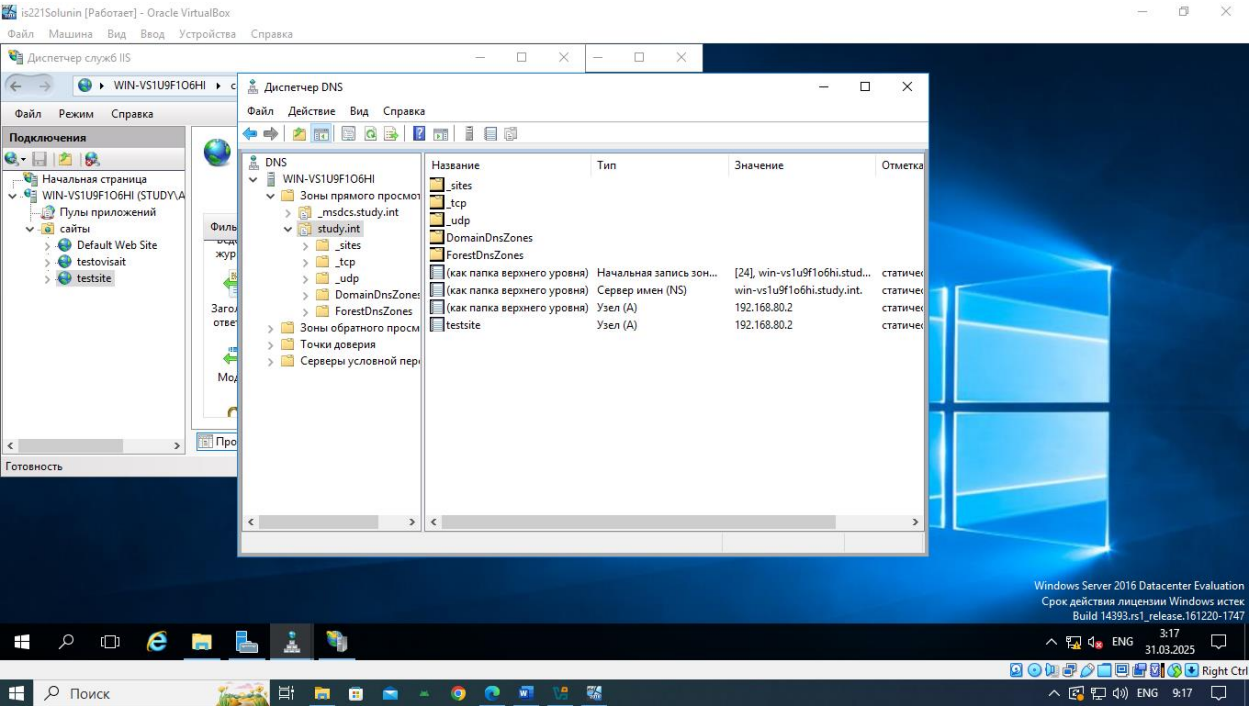 is221Solunin [Работает] - Oracle VirtualBox
Файл Машина Вид Ввод Устройства Справка
Диспетчер служб IIS
WIN-VS1U9F1O6HI
Файл Режим Справка
Подключения
Начальная страница
WIN-VS1U9F1O6HI (STUDY\A
Пулы приложений
сайты
Default Web Site
testovisait
testsite
Готовность
Филь
жур
Заго
отве
Мод
Про
Диспетчер DNS
Файл Действие Вид Справка
DNS
WIN-VS1U9F1O6HI
Зоны прямого просмот
_msdcs.study.int
study.int
_sites
_tcp
_udp
DomainDnsZones
ForestDnsZones
Зоны обратного просм
Точки доверия
Серверы условной пере
Название Тип Значение Отметка
_sites
_tcp
_udp
DomainDnsZones
ForestDnsZones
(как папка верхнего уровня) Начальная запись зон... [24], win-vs1u9f1o6hi.stud... статичес
(как папка верхнего уровня) Сервер имен (NS) win-vs1u9f1o6hi.study.int. статичес
(как папка верхнего уровня) Узел (A) 192.168.80.2 статичес
testsite Узел (A) 192.168.80.2 статичес
Windows Server 2016 Datacenter Evaluation
Срок действия лицензии Windows истек
Build 14393.rs1_release.161220-1747
ENG 3:17
31.03.2025
Right Ctrl
Поиск
ENG 9:17